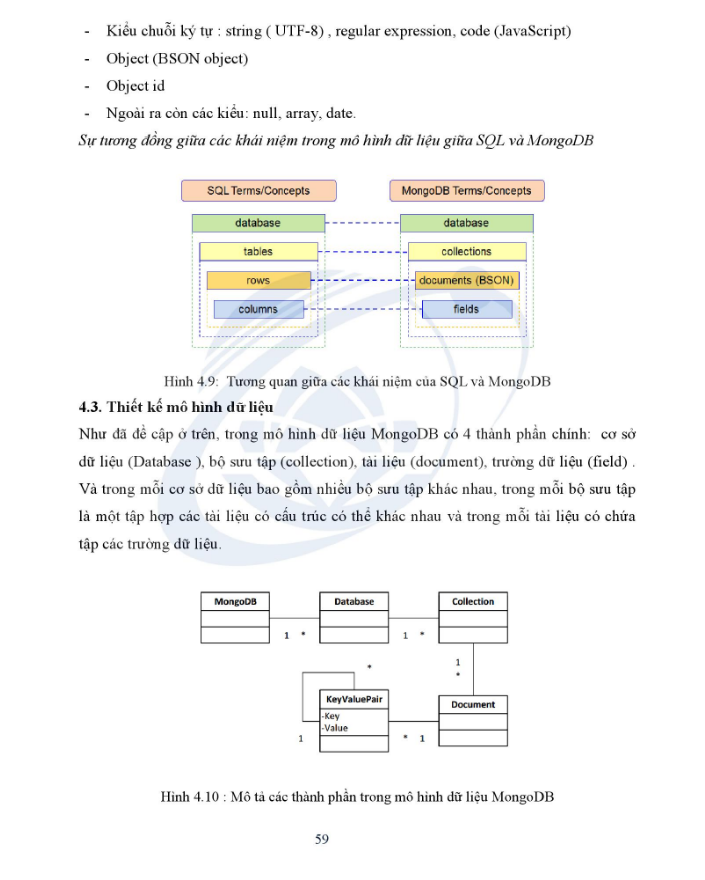 - Kiểu chuỗi ký tự : string ( UTF-8) , regular expression, code (JavaScript)
- Object (BSON object)
- Object id
- Ngoài ra còn các kiểu: null, array, date.
Sự tương đồng giữa các khái niệm trong mô hình dữ liệu giữa SQL và MongoDB
SQL Terms/Concepts MongoDB Terms/Concepts
database database
tables collections
rows documents (BSON)
columns fields
Hình 4.9: Tương quan giữa các khái niệm của SQL và MongoDB
4.3. Thiết kế mô hình dữ liệu
Như đã đề cập ở trên, trong mô hình dữ liệu MongoDB có 4 thành phần chính: cơ sở
dữ liệu (Database ), bộ sưu tập (collection), tài liệu (document), trường dữ liệu (field) .
Và trong mỗi cơ sở dữ liệu bao gồm nhiều bộ sưu tập khác nhau, trong mỗi bộ sưu tập
là một tập hợp các tài liệu có cấu trúc có thể khác nhau và trong mỗi tài liệu có chứa
tập các trường dữ liệu.
MongoDB Database Collection
1 * 1 *
1
*
*
KeyValuePair Document
-Key
-Value
1 * 1
Hình 4.10 : Mô tả các thành phần trong mô hình dữ liệu MongoDB
59